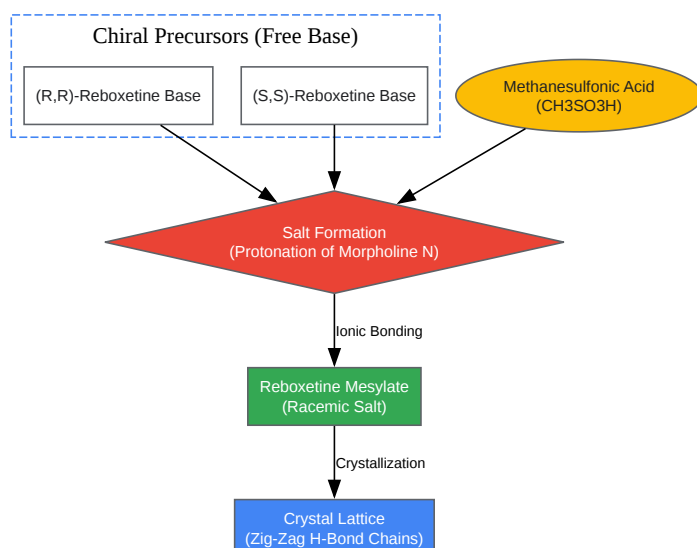 Chiral Precursors (Free Base)
(R,R)-Reboxetine Base
(S,S)-Reboxetine Base
Methanesulfonic Acid
(CH3SO3H)
Salt Formation
(Protonation of Morpholine N)
Ionic Bonding
Reboxetine Mesylate
(Racemic Salt)
Crystallization
Crystal Lattice
(Zig-Zag H-Bond Chains)